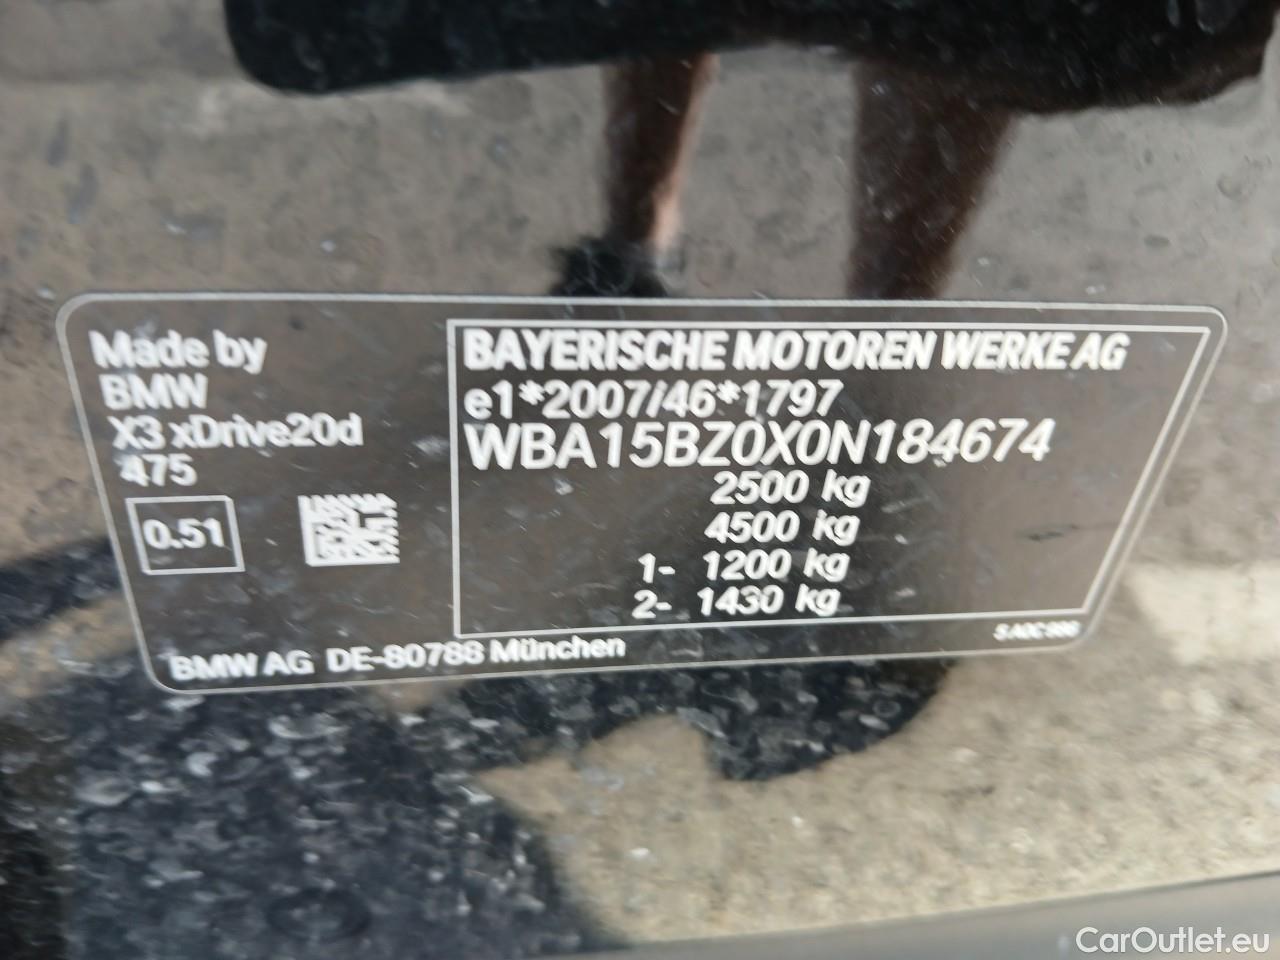 Made by
BMW
X3 xDrive20d
475
0.51
BAYERISCHE MOTOREN WERKE AG
e1*2007/46*1797
WBA15BZ0X0N184674
2500 kg
4500 kg
1- 1200 kg
2- 1430 kg
BMW AG DE-80788 München
CarOutlet.eu